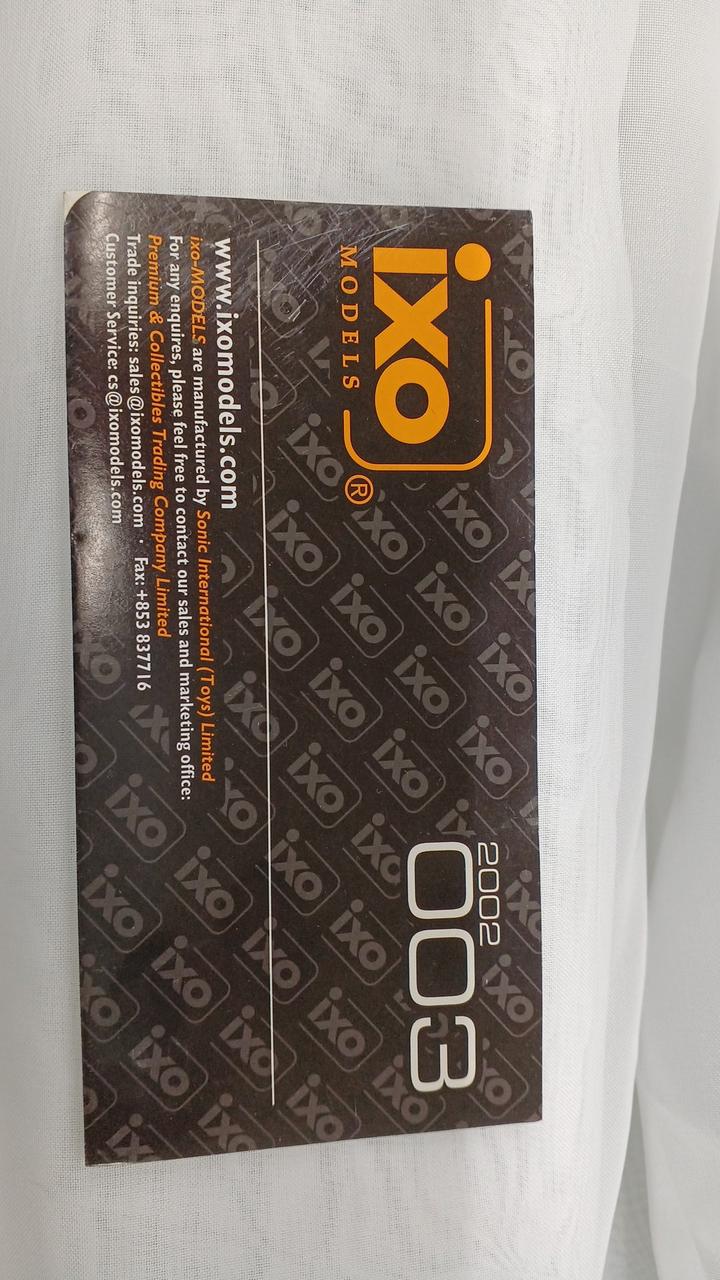 ixo®
MODELS
2002
003
www.ixomodels.com
ixo-MODELS are manufactured by Sonic International (Toys) Limited
For any enquires, please feel free to contact our sales and marketing office:
Premium & Collectibles Trading Company Limited
Trade inquiries: sales@ixomodels.com · Fax: +853 837716
Customer Service: cs@ixomodels.com